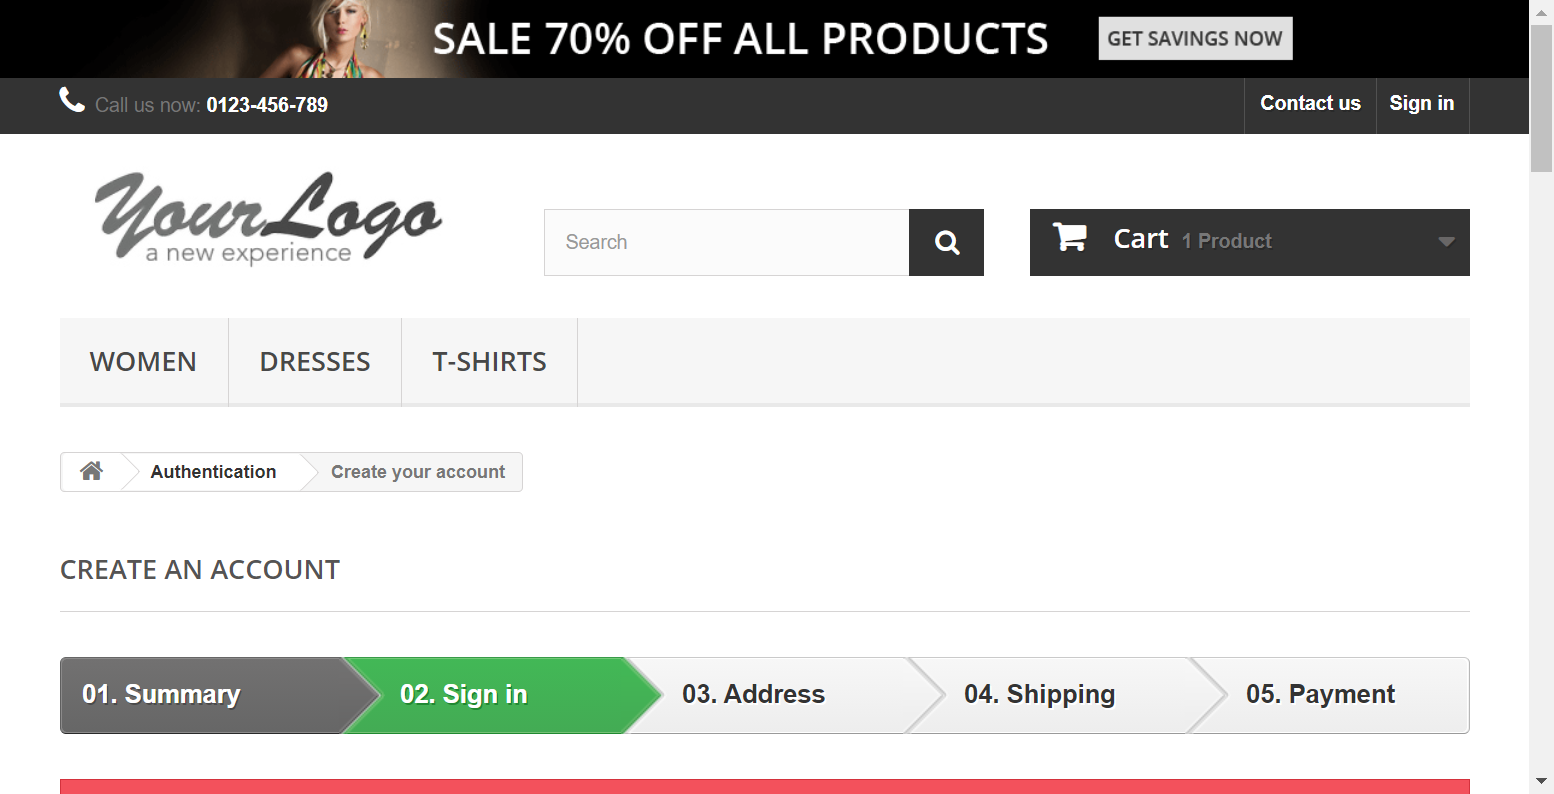 SALE 70% OFF ALL PRODUCTS GET SAVINGS NOW
Call us now: 0123-456-789 Contact us Sign in
YourLogo
a new experience
Search Cart 1 Product
WOMEN DRESSES T-SHIRTS
Authentication Create your account
CREATE AN ACCOUNT
01. Summary 02. Sign in 03. Address 04. Shipping 05. Payment